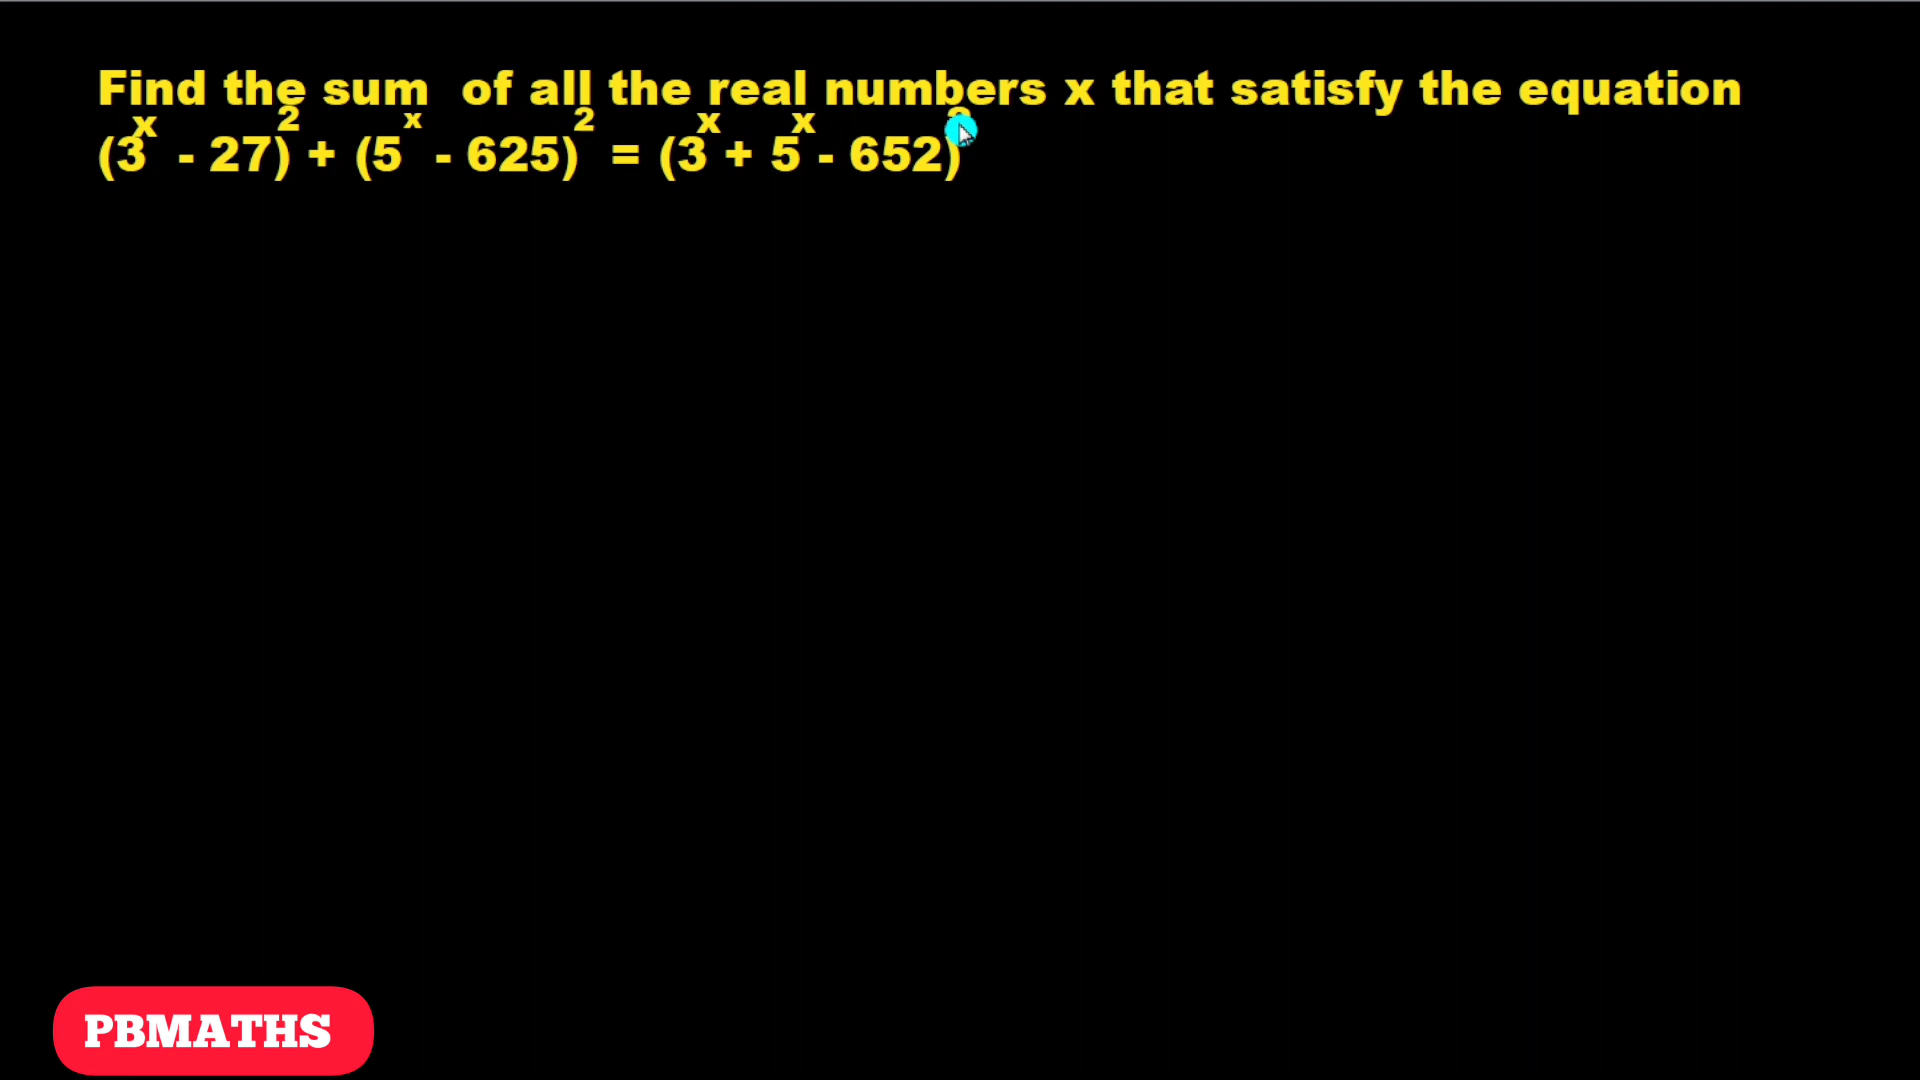 Find the sum of all the real numbers x that satisfy the equation
(3^x - 27)^2 + (5^x - 625)^2 = (3^x + 5^x - 652)
PBMATHS